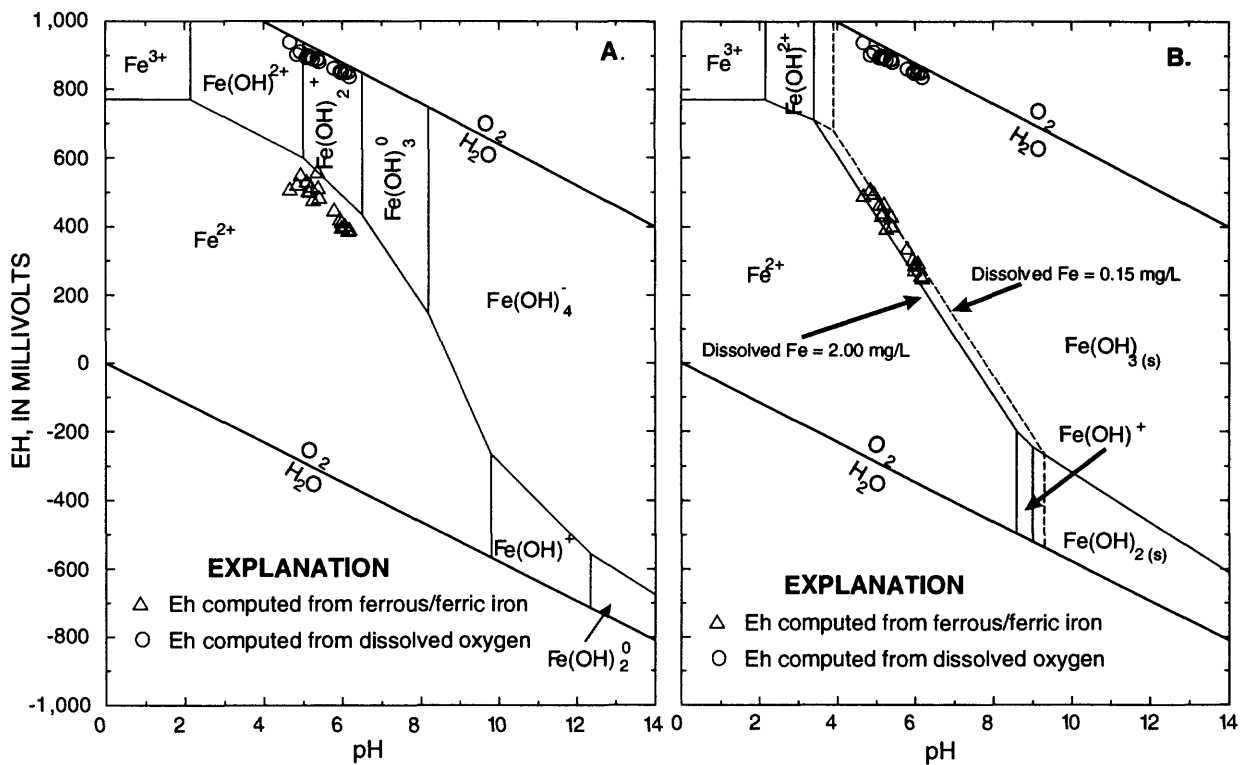 EH, IN MILLIVOLTS
1,000
800
600
400
200
0
-200
-400
-600
-800
-1,000
A.
Fe³⁺
Fe(OH)²⁺
Fe(OH)₂⁺
Fe(OH)₃⁰
O₂
H₂O
Fe²⁺
Fe(OH)₄⁻
O₂
H₂O
Fe(OH)⁺
EXPLANATION
△ Eh computed from ferrous/ferric iron
○ Eh computed from dissolved oxygen
Fe(OH)₂⁰
0 2 4 6 8 10 12 14
pH
B.
Fe³⁺
Fe(OH)²⁺
O₂
H₂O
Fe²⁺
Dissolved Fe = 0.15 mg/L
Dissolved Fe = 2.00 mg/L
Fe(OH)₃ (s)
Fe(OH)⁺
O₂
H₂O
Fe(OH)₂ (s)
EXPLANATION
△ Eh computed from ferrous/ferric iron
○ Eh computed from dissolved oxygen
0 2 4 6 8 10 12 14
pH